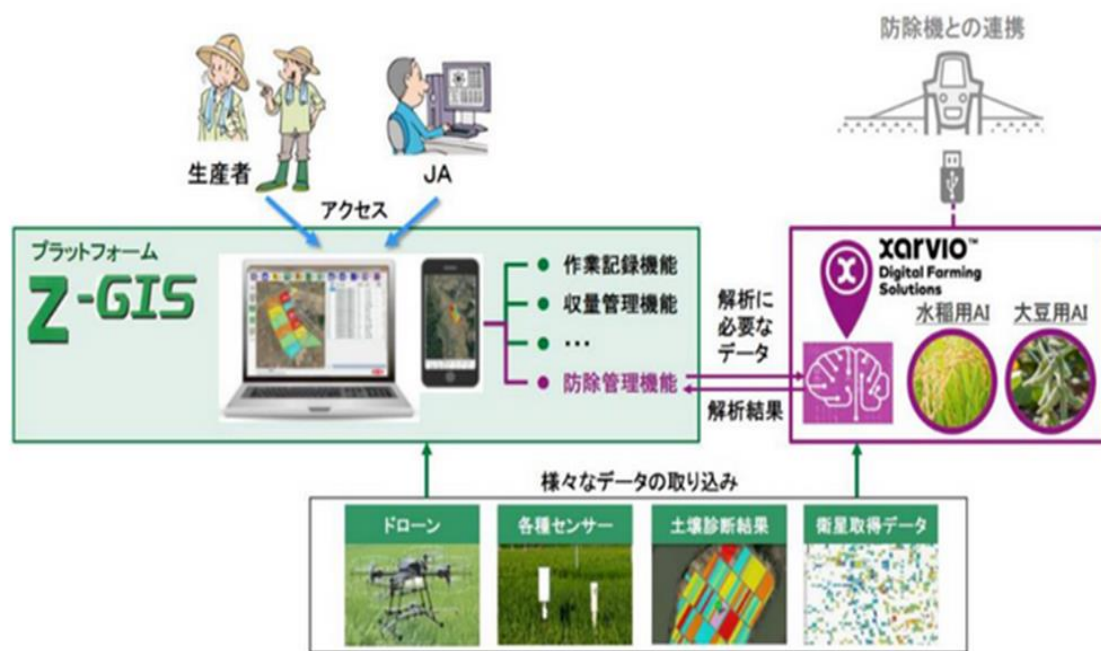 防除機との連携
生産者
JA
アクセス
プラットフォーム
Z-GIS
● 作業記録機能
● 収量管理機能
● …
● 防除管理機能
解析に
必要な
データ
解析結果
xarvio™
Digital Farming
Solutions
水稲用AI
大豆用AI
様々なデータの取り込み
ドローン
各種センサー
土壌診断結果
衛星取得データ